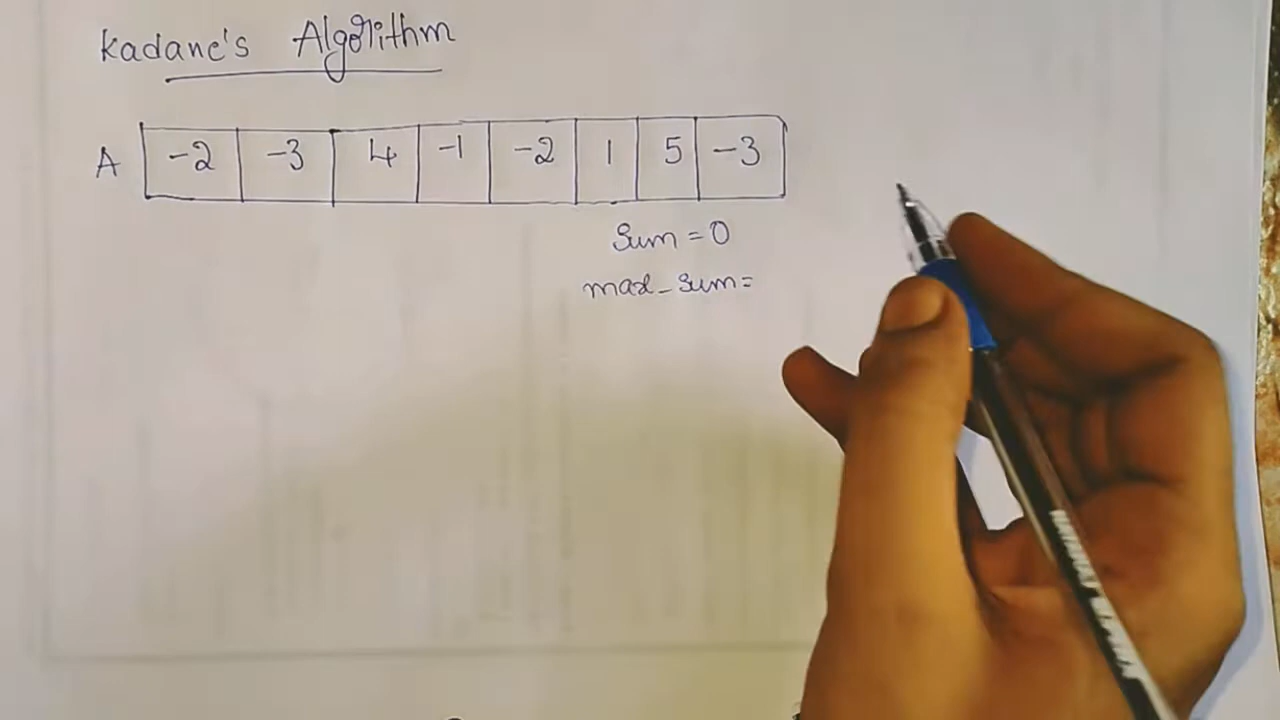 Kadane's Algorithm
A -2 -3 4 -1 -2 1 5 -3
Sum = 0
max_sum =